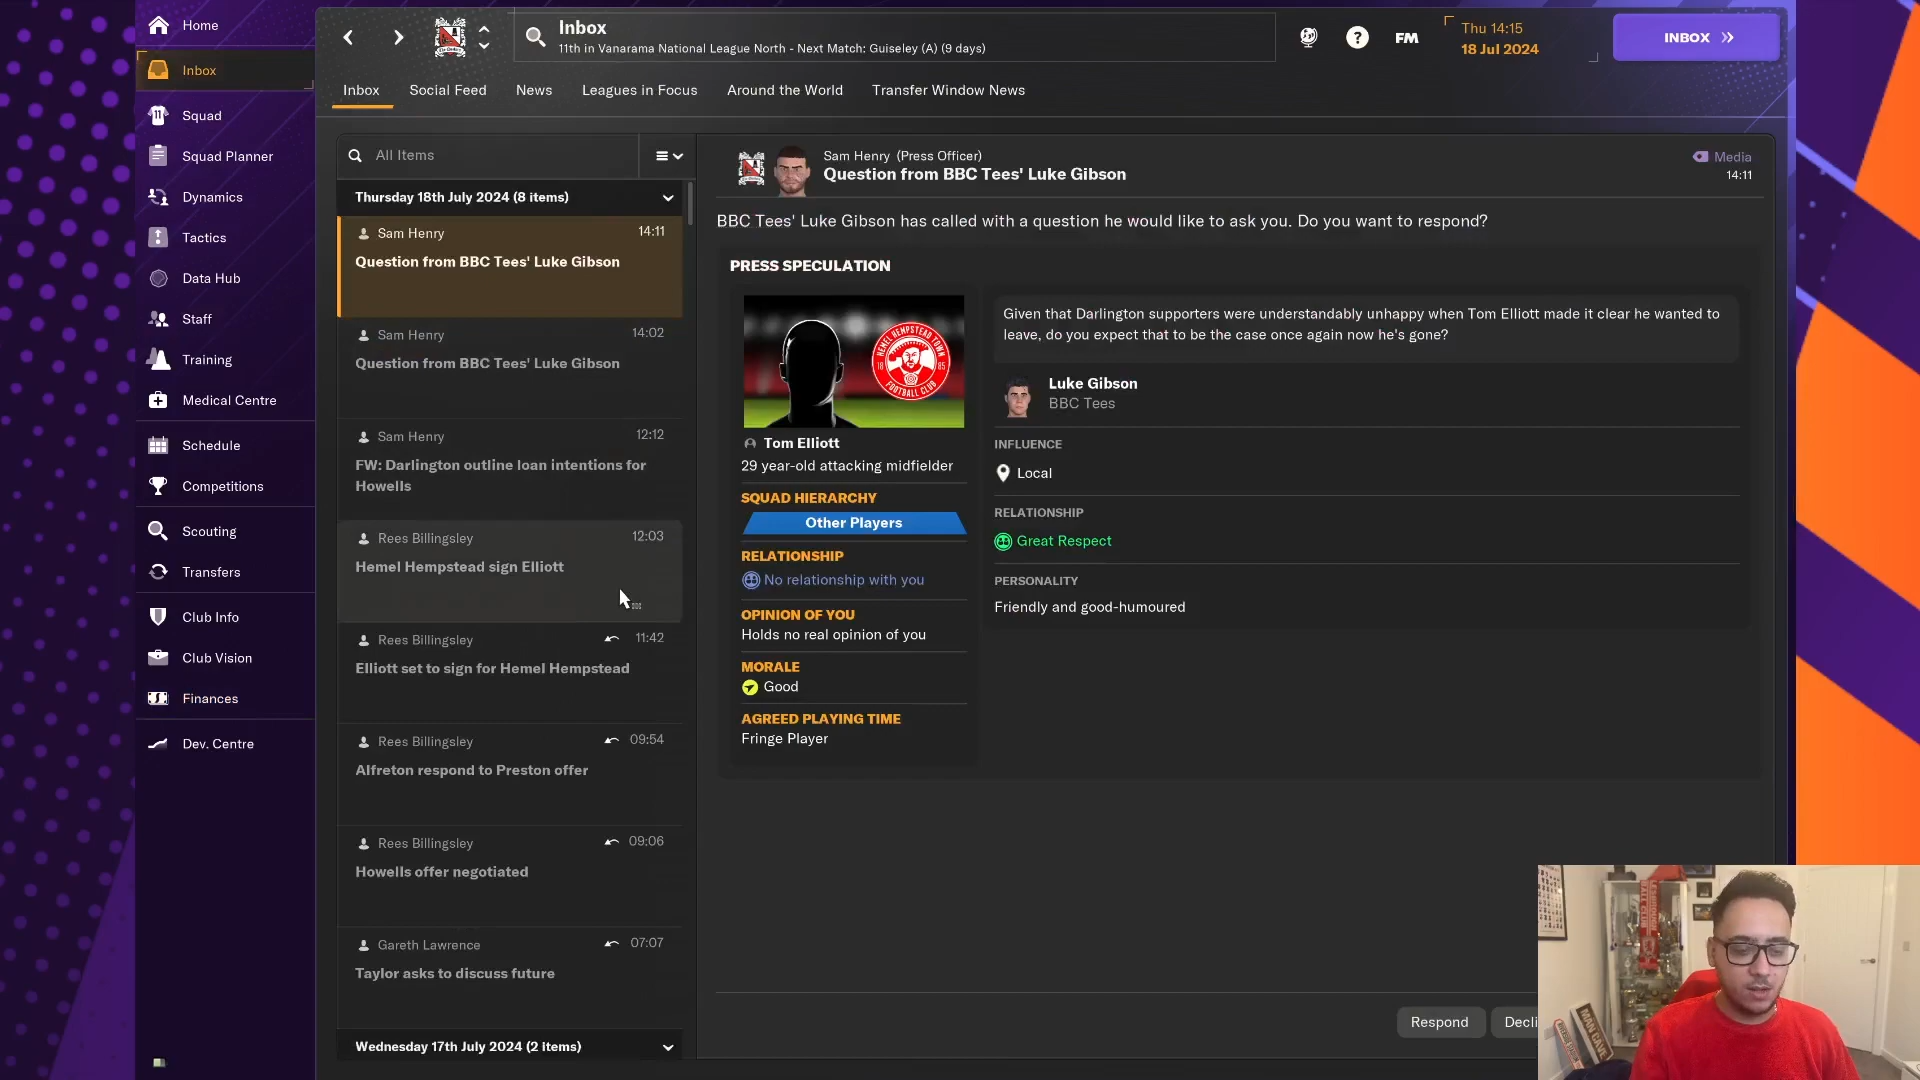 Home
Inbox
Squad
Squad Planner
Dynamics
Tactics
Data Hub
Staff
Training
Medical Centre
Schedule
Competitions
Scouting
Transfers
Club Info
Club Vision
Finances
Dev. Centre
Inbox
11th in Vanarama National League North - Next Match: Guiseley (A) (9 days)
?
FM
Thu 14:15
18 Jul 2024
INBOX
Inbox
Social Feed
News
Leagues in Focus
Around the World
Transfer Window News
All Items
Thursday 18th July 2024 (8 items)
Sam Henry 14:11
Question from BBC Tees' Luke Gibson
Sam Henry 14:02
Question from BBC Tees' Luke Gibson
Sam Henry 12:12
FW: Darlington outline loan intentions for
Howells
Rees Billingsley 12:03
Hemel Hempstead sign Elliott
Rees Billingsley 11:42
Elliott set to sign for Hemel Hempstead
Rees Billingsley 09:54
Alfreton respond to Preston offer
Rees Billingsley 09:06
Howells offer negotiated
Gareth Lawrence 07:07
Taylor asks to discuss future
Wednesday 17th July 2024 (2 items)
Sam Henry (Press Officer)
Question from BBC Tees' Luke Gibson
Media
14:11
BBC Tees' Luke Gibson has called with a question he would like to ask you. Do you want to respond?
PRESS SPECULATION
HEMEL HEMPSTEAD TOWN
18 85
FOOTBALL CLUB
Tom Elliott
29 year-old attacking midfielder
SQUAD HIERARCHY
Other Players
RELATIONSHIP
No relationship with you
OPINION OF YOU
Holds no real opinion of you
MORALE
Good
AGREED PLAYING TIME
Fringe Player
Given that Darlington supporters were understandably unhappy when Tom Elliott made it clear he wanted to
leave, do you expect that to be the case once again now he's gone?
Luke Gibson
BBC Tees
INFLUENCE
Local
RELATIONSHIP
Great Respect
PERSONALITY
Friendly and good-humoured
Respond
Decli
MAN CAVE